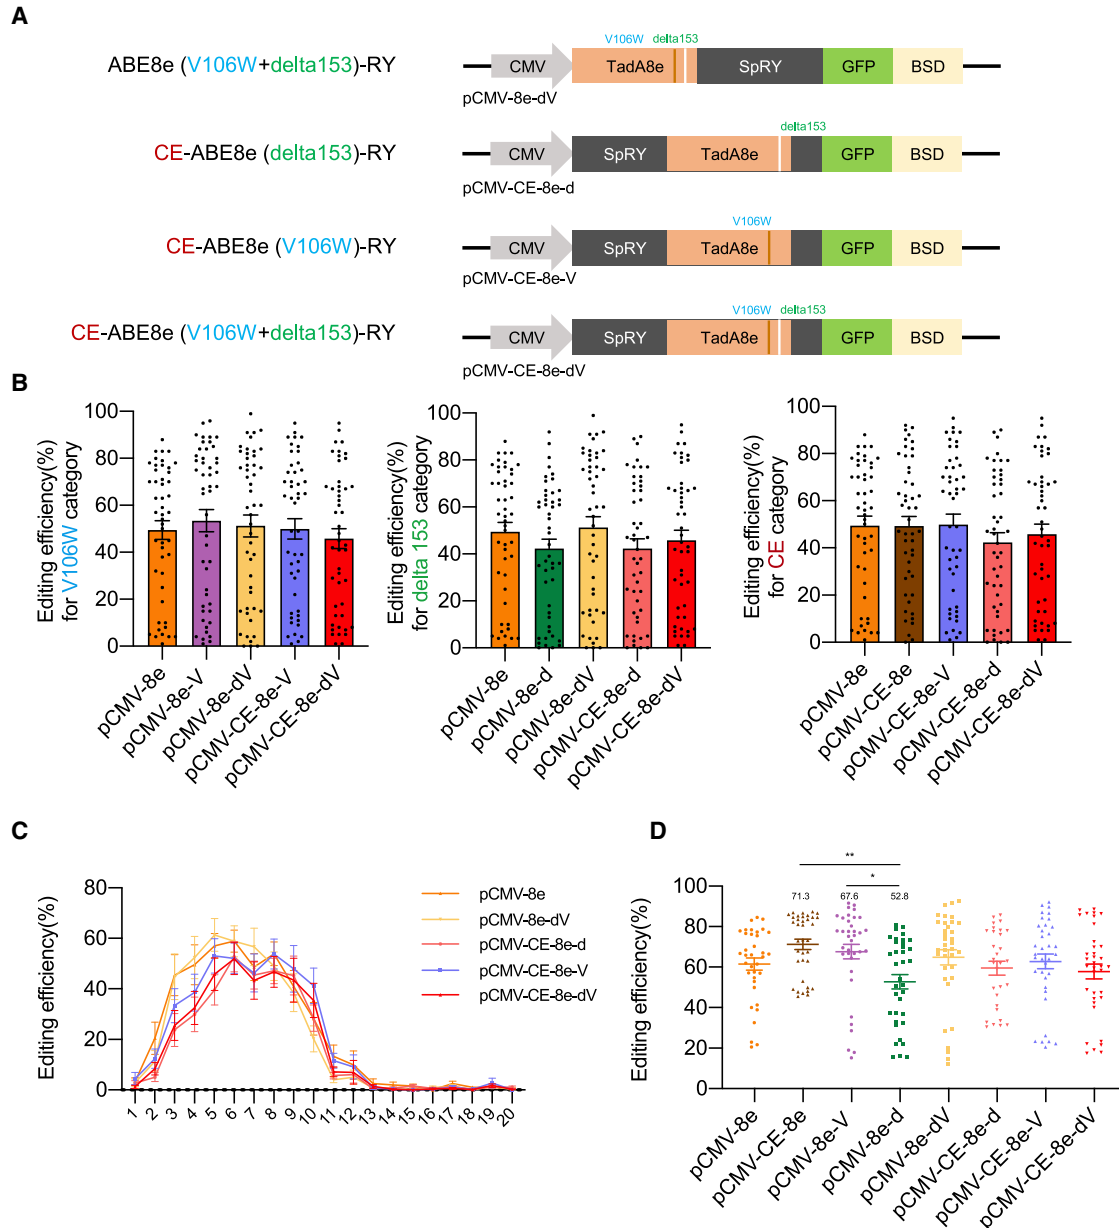 A
V106W delta153
ABE8e (V106W+delta153)-RY
CMV TadA8e SpRY GFP BSD
pCMV-8e-dV
delta153
CE-ABE8e (delta153)-RY
CMV SpRY TadA8e GFP BSD
pCMV-CE-8e-d
V106W
CE-ABE8e (V106W)-RY
CMV SpRY TadA8e GFP BSD
pCMV-CE-8e-V
V106W delta153
CE-ABE8e (V106W+delta153)-RY
CMV SpRY TadA8e GFP BSD
pCMV-CE-8e-dV
B
Editing efficiency(%)
for V106W category
100
80
60
40
20
0
pCMV-8e
pCMV-8e-V
pCMV-8e-dV
pCMV-CE-8e-V
pCMV-CE-8e-dV
Editing efficiency(%)
for delta 153 category
100
80
60
40
20
0
pCMV-8e
pCMV-8e-d
pCMV-8e-dV
pCMV-CE-8e-d
pCMV-CE-8e-dV
Editing efficiency(%)
for CE category
100
80
60
40
20
0
pCMV-8e
pCMV-CE-8e
pCMV-CE-8e-V
pCMV-CE-8e-d
pCMV-CE-8e-dV
C
Editing efficiency(%)
80
60
40
20
0
1 2 3 4 5 6 7 8 9 10 11 12 13 14 15 16 17 18 19 20
pCMV-8e
pCMV-8e-dV
pCMV-CE-8e-d
pCMV-CE-8e-V
pCMV-CE-8e-dV
D
Editing efficiency(%)
100
80
60
40
20
0
**
*
71.3 67.6 52.8
pCMV-8e
pCMV-CE-8e
pCMV-8e-V
pCMV-8e-d
pCMV-8e-dV
pCMV-CE-8e-d
pCMV-CE-8e-V
pCMV-CE-8e-dV